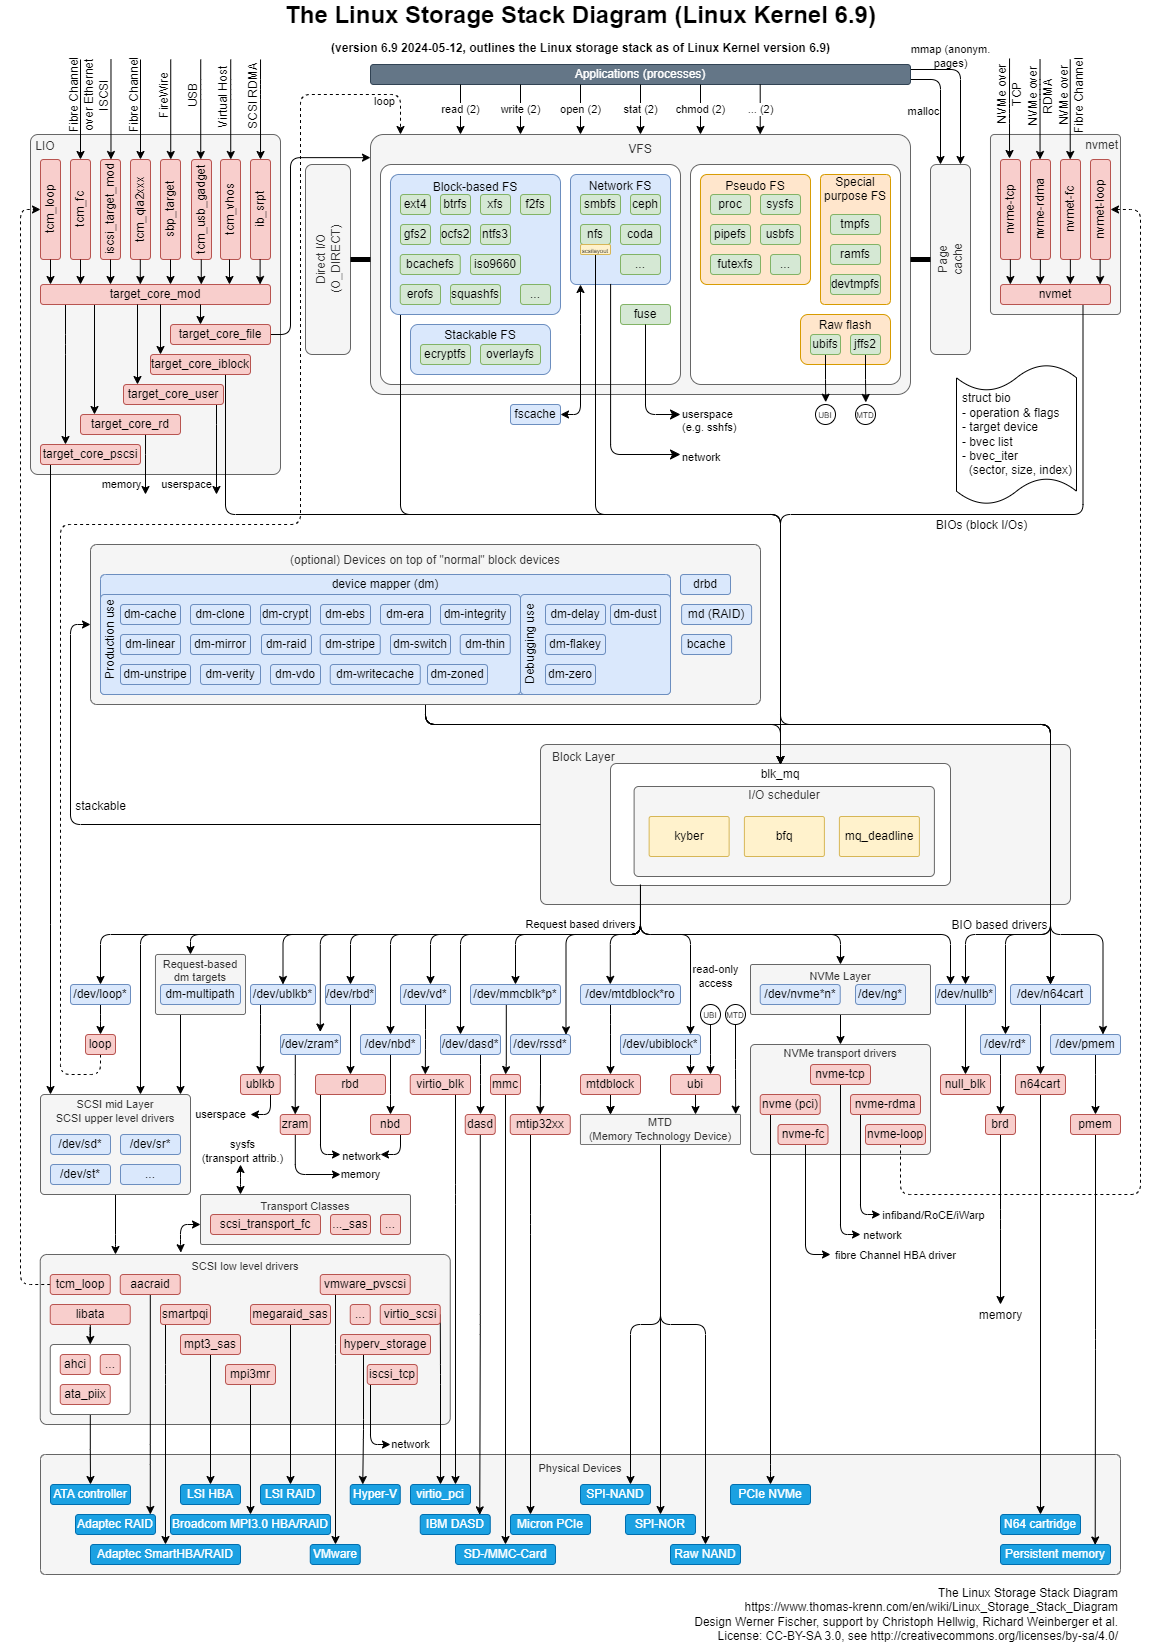 The Linux Storage Stack Diagram (Linux Kernel 6.9)
(version 6.9 2024-05-12, outlines the Linux storage stack as of Linux Kernel version 6.9)
mmap (anonym.
pages)
Applications (processes)
malloc
loop
read (2)
write (2)
open (2)
stat (2)
chmod (2)
... (2)
Fibre Channel
over Ethernet
ISCSI
Fibre Channel
FireWire
USB
Virtual Host
SCSI RDMA
NVMe over
TCP
NVMe over
RDMA
NVMe over
Fibre Channel
LIO
tcm_loop
tcm_fc
iscsi_target_mod
tcm_qla2xxx
sbp_target
tcm_usb_gadget
tcm_vhos
ib_srpt
target_core_mod
target_core_file
target_core_iblock
target_core_user
target_core_rd
target_core_pscsi
memory
userspace
Direct I/O
(O_DIRECT)
VFS
Block-based FS
ext4
btrfs
xfs
f2fs
gfs2
ocfs2
ntfs3
bcachefs
iso9660
erofs
squashfs
...
Stackable FS
ecryptfs
overlayfs
Network FS
smbfs
ceph
nfs
coda
scsilayout
...
fuse
Pseudo FS
proc
sysfs
pipefs
usbfs
futexfs
...
Special
purpose FS
tmpfs
ramfs
devtmpfs
Raw flash
ubifs
jffs2
UBI
MTD
fscache
userspace
(e.g. sshfs)
network
Page
cache
nvmet
nvme-tcp
nvme-rdma
nvmet-fc
nvmet-loop
nvmet
struct bio
- operation & flags
- target device
- bvec list
- bvec_iter
(sector, size, index)
BIOs (block I/Os)
(optional) Devices on top of "normal" block devices
device mapper (dm)
Production use
dm-cache
dm-clone
dm-crypt
dm-ebs
dm-era
dm-integrity
dm-linear
dm-mirror
dm-raid
dm-stripe
dm-switch
dm-thin
dm-unstripe
dm-verity
dm-vdo
dm-writecache
dm-zoned
Debugging use
dm-delay
dm-dust
dm-flakey
dm-zero
drbd
md (RAID)
bcache
stackable
Block Layer
blk_mq
I/O scheduler
kyber
bfq
mq_deadline
Request based drivers
BIO based drivers
Request-based
dm targets
dm-multipath
/dev/loop*
/dev/ublkb*
/dev/rbd*
/dev/vd*
/dev/mmcblk*p*
/dev/mtdblock*ro
read-only
access
UBI
MTD
NVMe Layer
/dev/nvme*n*
/dev/ng*
/dev/nullb*
/dev/n64cart
loop
/dev/zram*
/dev/nbd*
/dev/dasd*
/dev/rssd*
/dev/ubiblock*
/dev/rd*
/dev/pmem
ublkb
rbd
virtio_blk
mmc
mtdblock
ubi
null_blk
n64cart
userspace
zram
nbd
dasd
mtip32xx
MTD
(Memory Technology Device)
brd
pmem
network
memory
NVMe transport drivers
nvme-tcp
nvme (pci)
nvme-rdma
nvme-fc
nvme-loop
infiband/RoCE/iWarp
network
fibre Channel HBA driver
memory
SCSI mid Layer
SCSI upper level drivers
/dev/sd*
/dev/sr*
/dev/st*
...
sysfs
(transport attrib.)
Transport Classes
scsi_transport_fc
..._sas
...
SCSI low level drivers
tcm_loop
aacraid
vmware_pvscsi
libata
smartpqi
megaraid_sas
...
virtio_scsi
mpt3_sas
hyperv_storage
ahci
...
mpi3mr
iscsi_tcp
ata_piix
network
Physical Devices
ATA controller
LSI HBA
LSI RAID
Hyper-V
virtio_pci
SPI-NAND
PCIe NVMe
Adaptec RAID
Broadcom MPI3.0 HBA/RAID
IBM DASD
Micron PCIe
SPI-NOR
N64 cartridge
Adaptec SmartHBA/RAID
VMware
SD-/MMC-Card
Raw NAND
Persistent memory
The Linux Storage Stack Diagram
https://www.thomas-krenn.com/en/wiki/Linux_Storage_Stack_Diagram
Design Werner Fischer, support by Christoph Hellwig, Richard Weinberger et al.
License: CC-BY-SA 3.0, see http://creativecommons.org/licenses/by-sa/4.0/